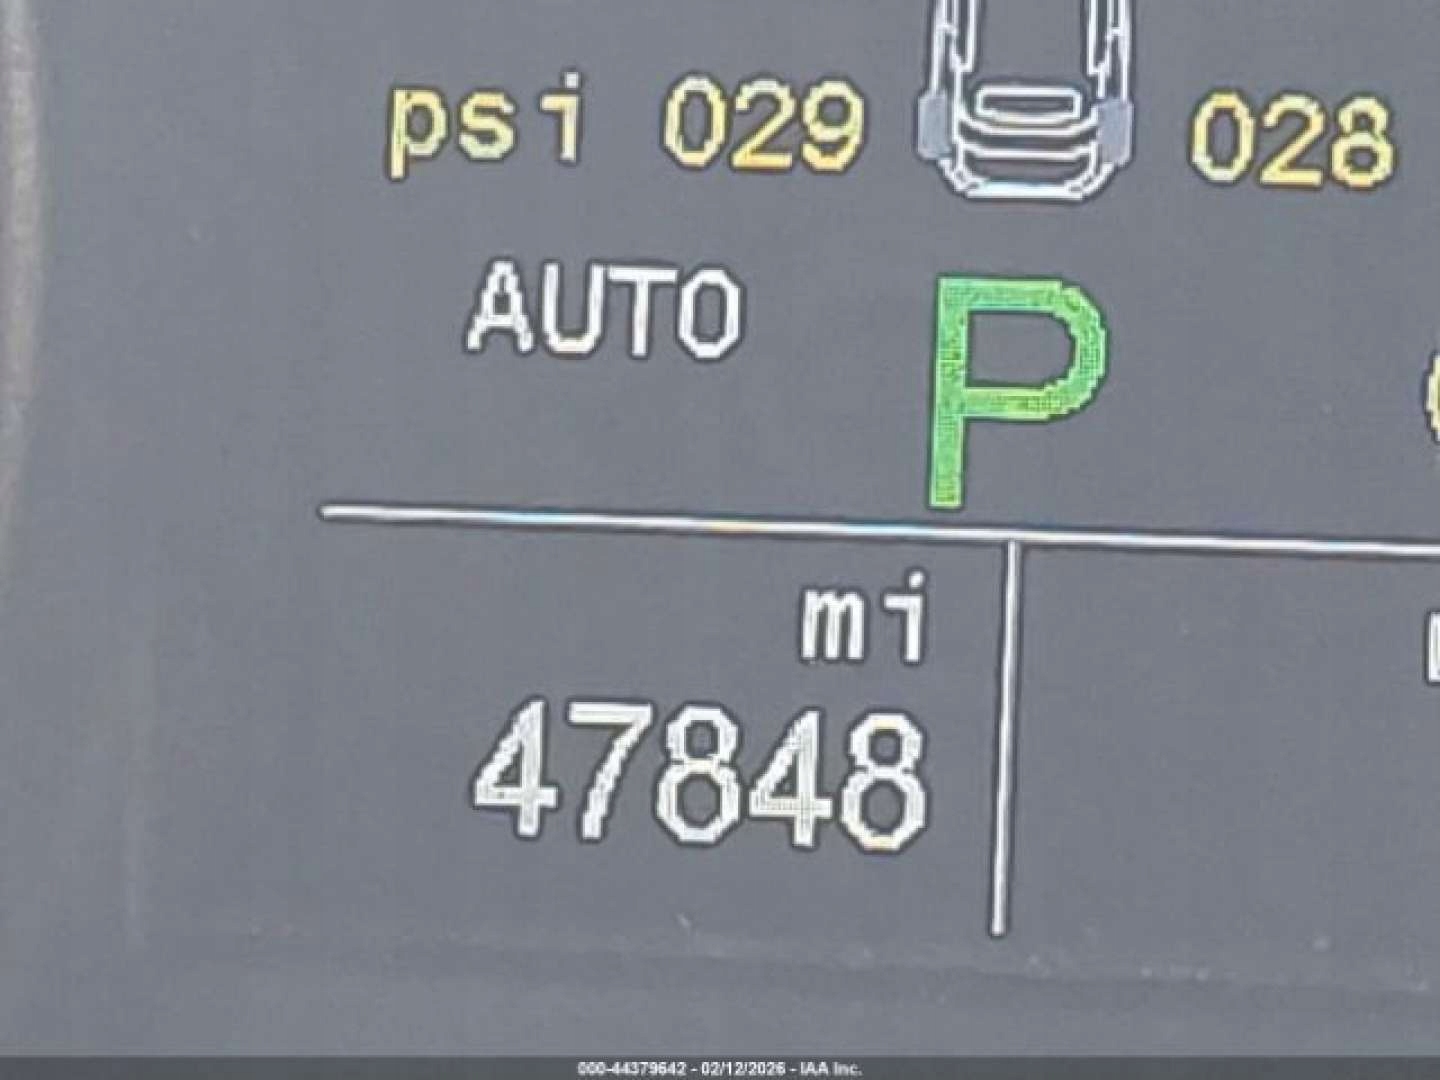 psi 029 028
AUTO P
mi
47848
000-44379642 - 02/12/2026 - IAA Inc.